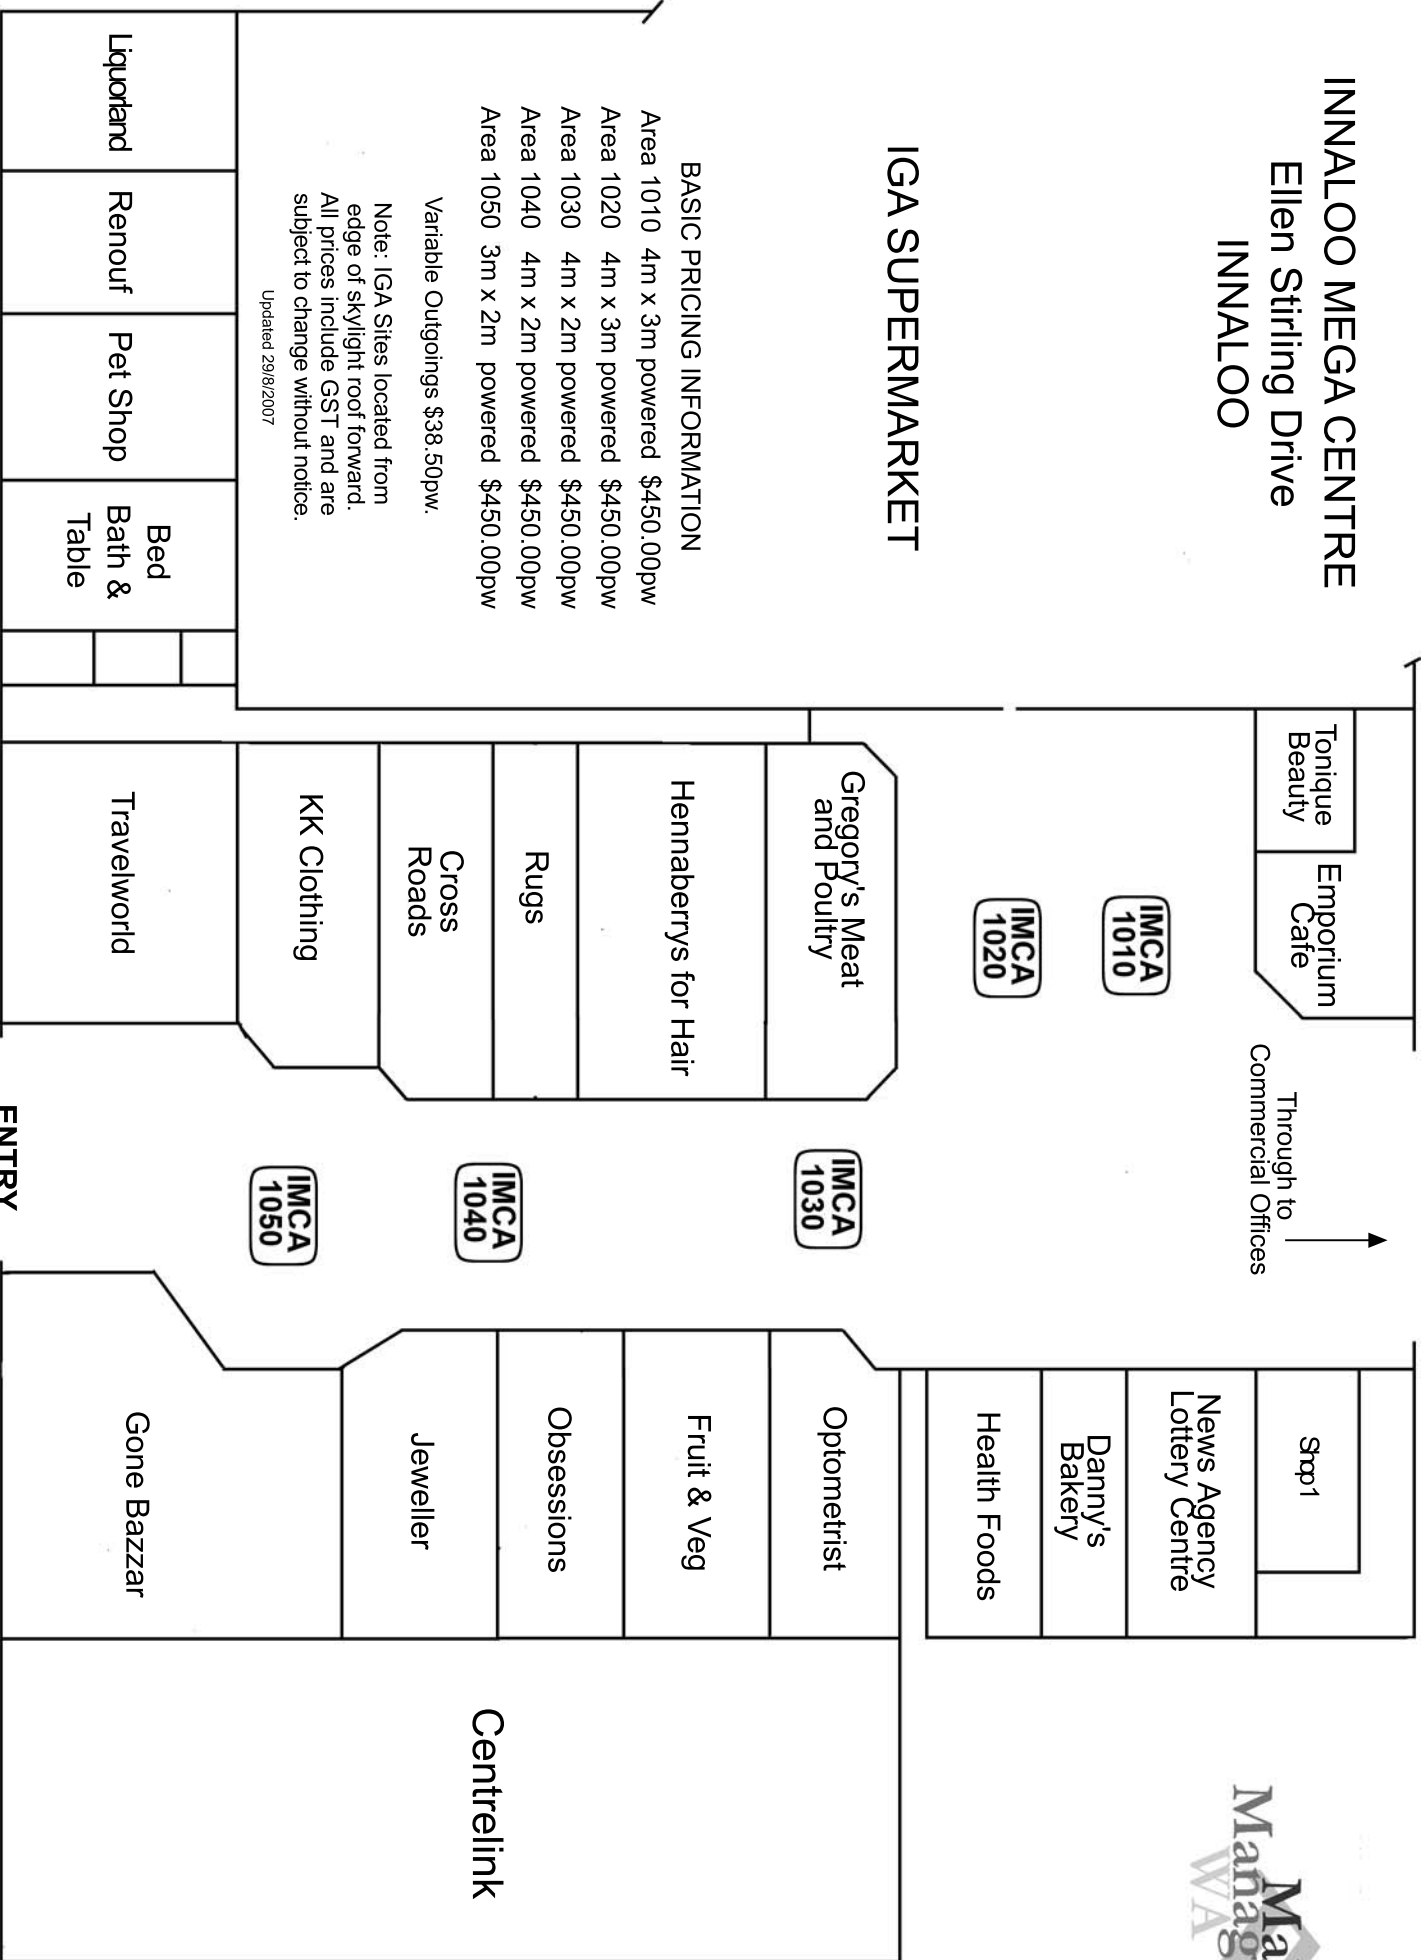 INNALOO MEGA CENTRE
Ellen Stirling Drive
INNALOO
IGA SUPERMARKET
BASIC PRICING INFORMATION
Area 1010 4m x 3m powered $450.00pw
Area 1020 4m x 3m powered $450.00pw
Area 1030 4m x 2m powered $450.00pw
Area 1040 4m x 2m powered $450.00pw
Area 1050 3m x 2m powered $450.00pw
Variable Outgoings $38.50pw.
Note: IGA Sites located from
edge of skylight roof forward.
All prices include GST and are
subject to change without notice.
Updated 29/8/2007
Liquorland
Renouf
Pet Shop
Bed
Bath &
Table
Tonique
Beauty
Emporium
Cafe
Gregory's Meat
and Poultry
Hennaberrys for Hair
Rugs
Cross
Roads
KK Clothing
Travelworld
IMCA
1010
IMCA
1020
Through to
Commercial Offices
IMCA
1030
IMCA
1040
IMCA
1050
ENTRY
Shop1
News Agency
Lottery Centre
Danny's
Bakery
Health Foods
Optometrist
Fruit & Veg
Obsessions
Jeweller
Gone Bazzar
Centrelink
Ma
Manag
WA